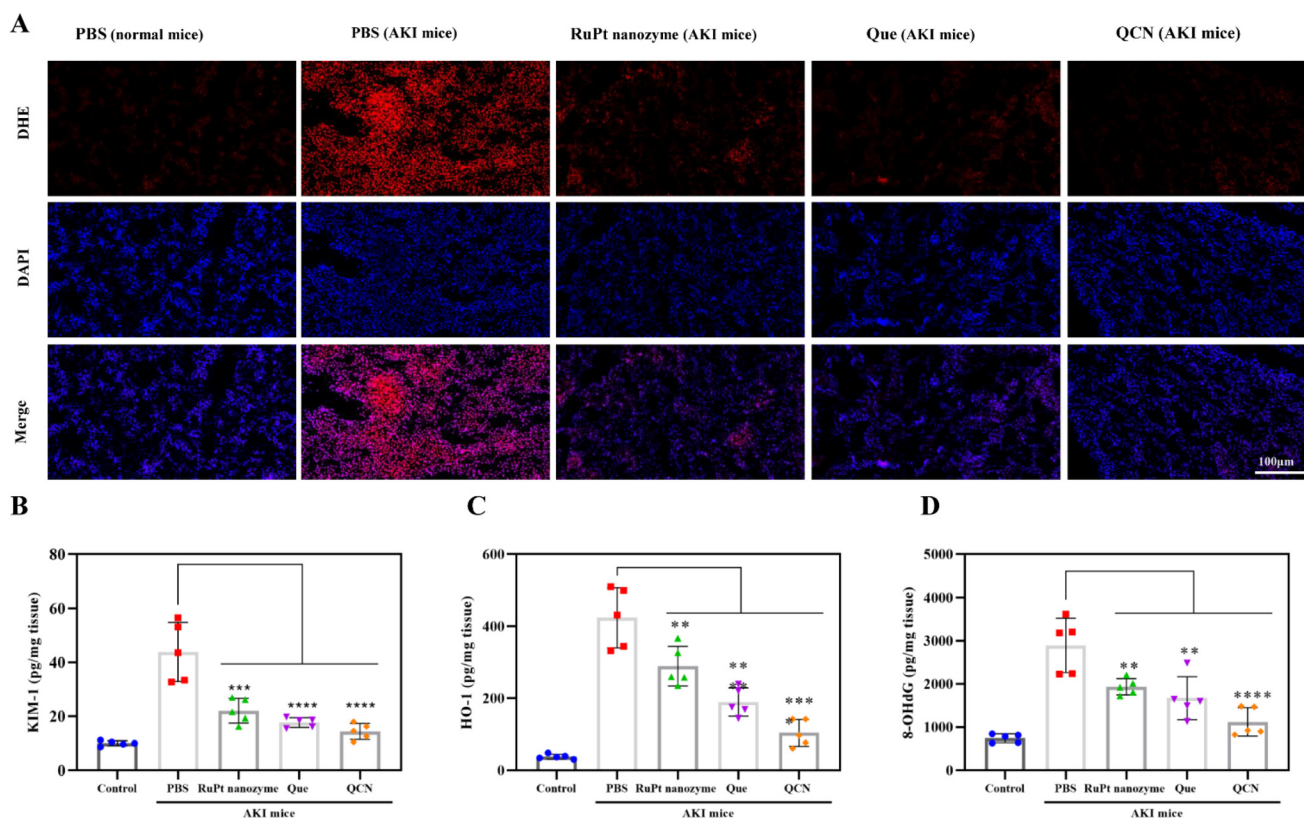 A
PBS (normal mice) PBS (AKI mice) RuPt nanozyme (AKI mice) Que (AKI mice) QCN (AKI mice)
DHE
DAPI
Merge
100μm
B
KIM-1 (pg/mg tissue)
80
60
40
20
0
***
****
****
Control PBS RuPt nanozyme Que QCN
AKI mice
C
HO-1 (pg/mg tissue)
600
400
200
0
**
**
**
***
*
Control PBS RuPt nanozyme Que QCN
AKI mice
D
8-OHdG (pg/mg tissue)
5000
4000
3000
2000
1000
0
**
**
****
Control PBS RuPt nanozyme Que QCN
AKI mice